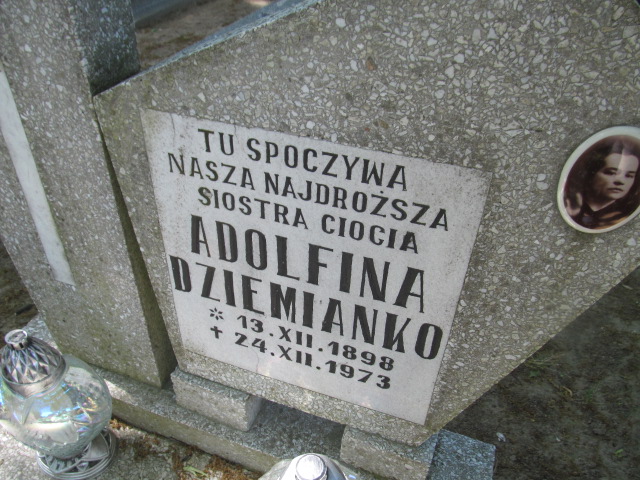 TU SPOCZYWA
NASZA NAJDROŻSZA
SIOSTRA CIOCIA
ADOLFINA
DZIEMIANKO
* 13.XII.1898
+ 24.XII.1973